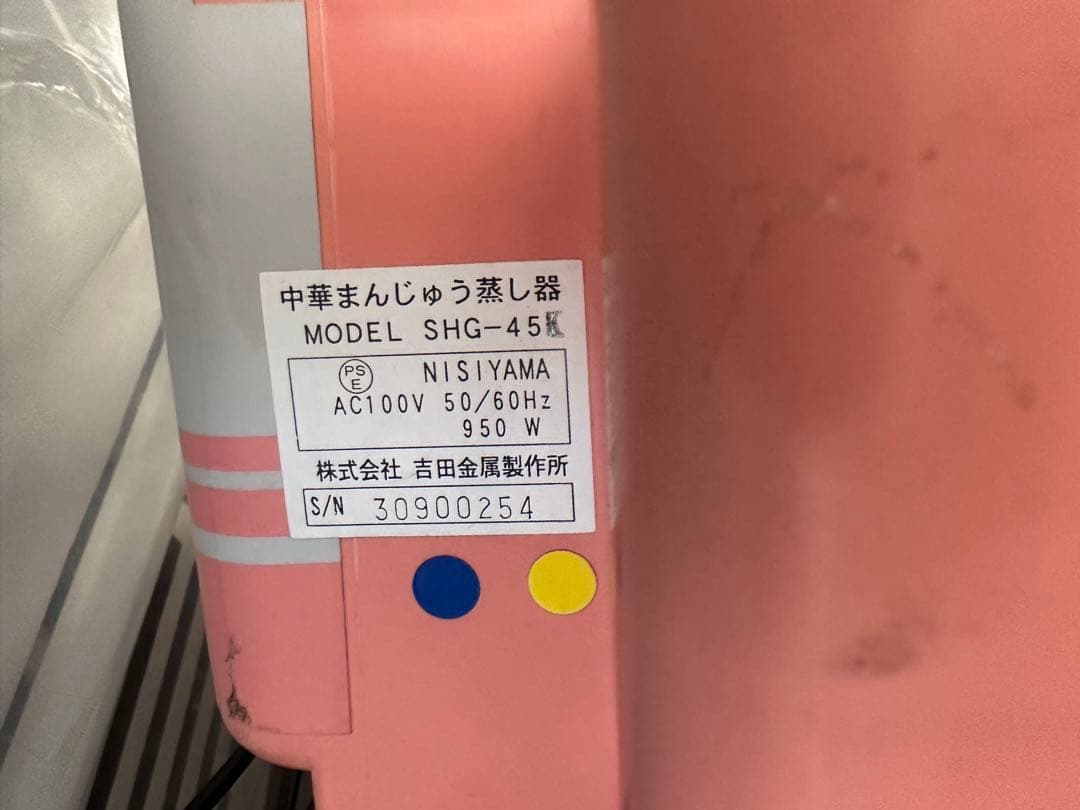 中華まんじゅう蒸し器
MODEL SHG-45K
PSE NISIYAMA
AC100V 50/60Hz
950 W
株式会社 吉田金属製作所
S/N 30900254